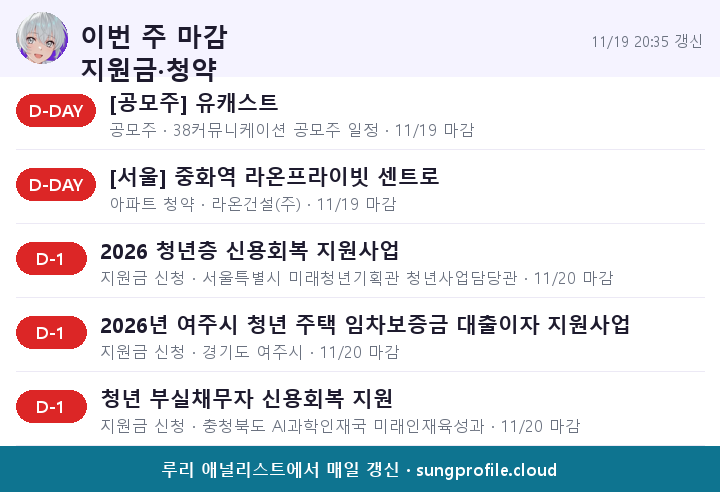 이번 주 마감
지원금·청약
11/19 20:35 갱신
D-DAY
[공모주] 유캐스트
공모주 · 38커뮤니케이션 공모주 일정 · 11/19 마감
D-DAY
[서울] 중화역 라온프라이빗 센트로
아파트 청약 · 라온건설(주) · 11/19 마감
D-1
2026 청년층 신용회복 지원사업
지원금 신청 · 서울특별시 미래청년기획관 청년사업담당관 · 11/20 마감
D-1
2026년 여주시 청년 주택 임차보증금 대출이자 지원사업
지원금 신청 · 경기도 여주시 · 11/20 마감
D-1
청년 부실채무자 신용회복 지원
지원금 신청 · 충청북도 AI과학인재국 미래인재육성과 · 11/20 마감
루리 애널리스트에서 매일 갱신 · sungprofile.cloud